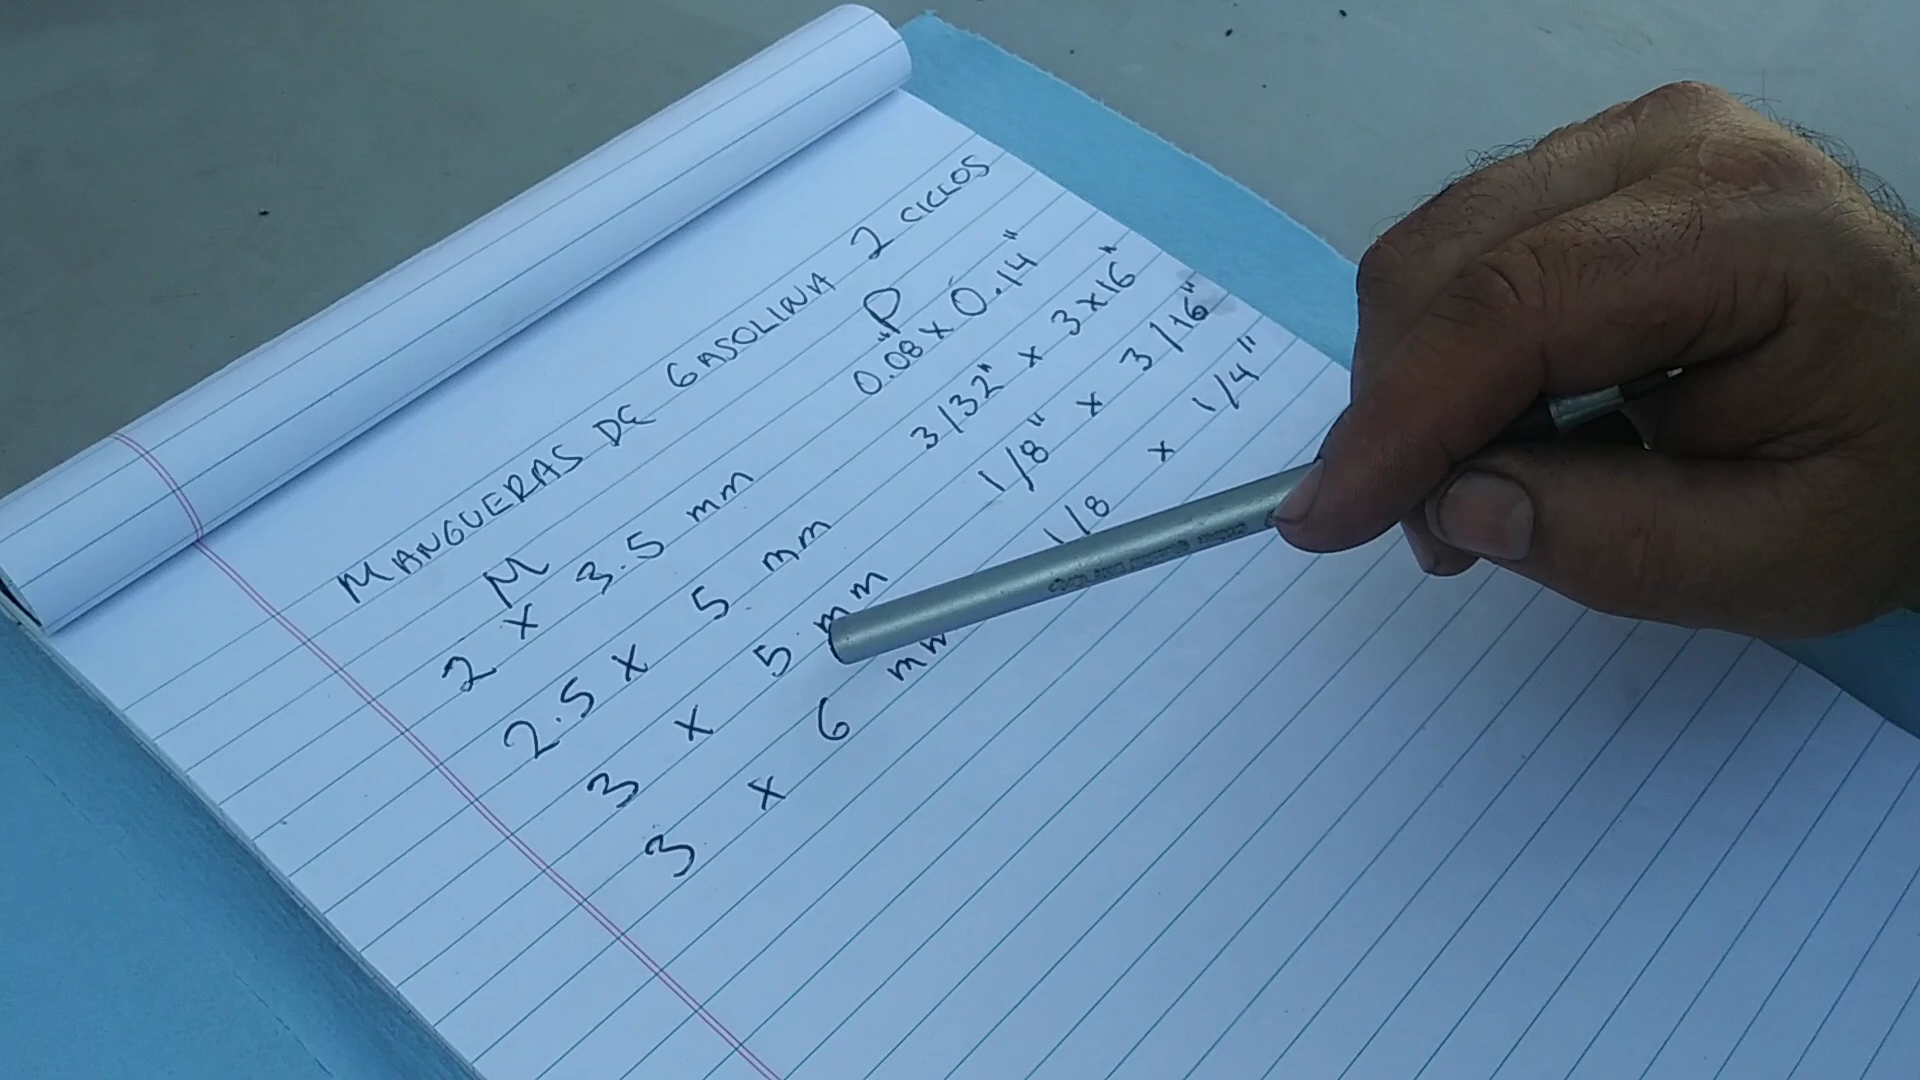 MANGUERAS DE GASOLINA 2 CICLOS
M P
2 x 3.5 mm 0.08" x 0.14"
2.5 x 5 mm 3/32" x 3x16"
3 x 5 mm 1/8" x 3/16"
3 x 6 mm 1/8 x 1/4"